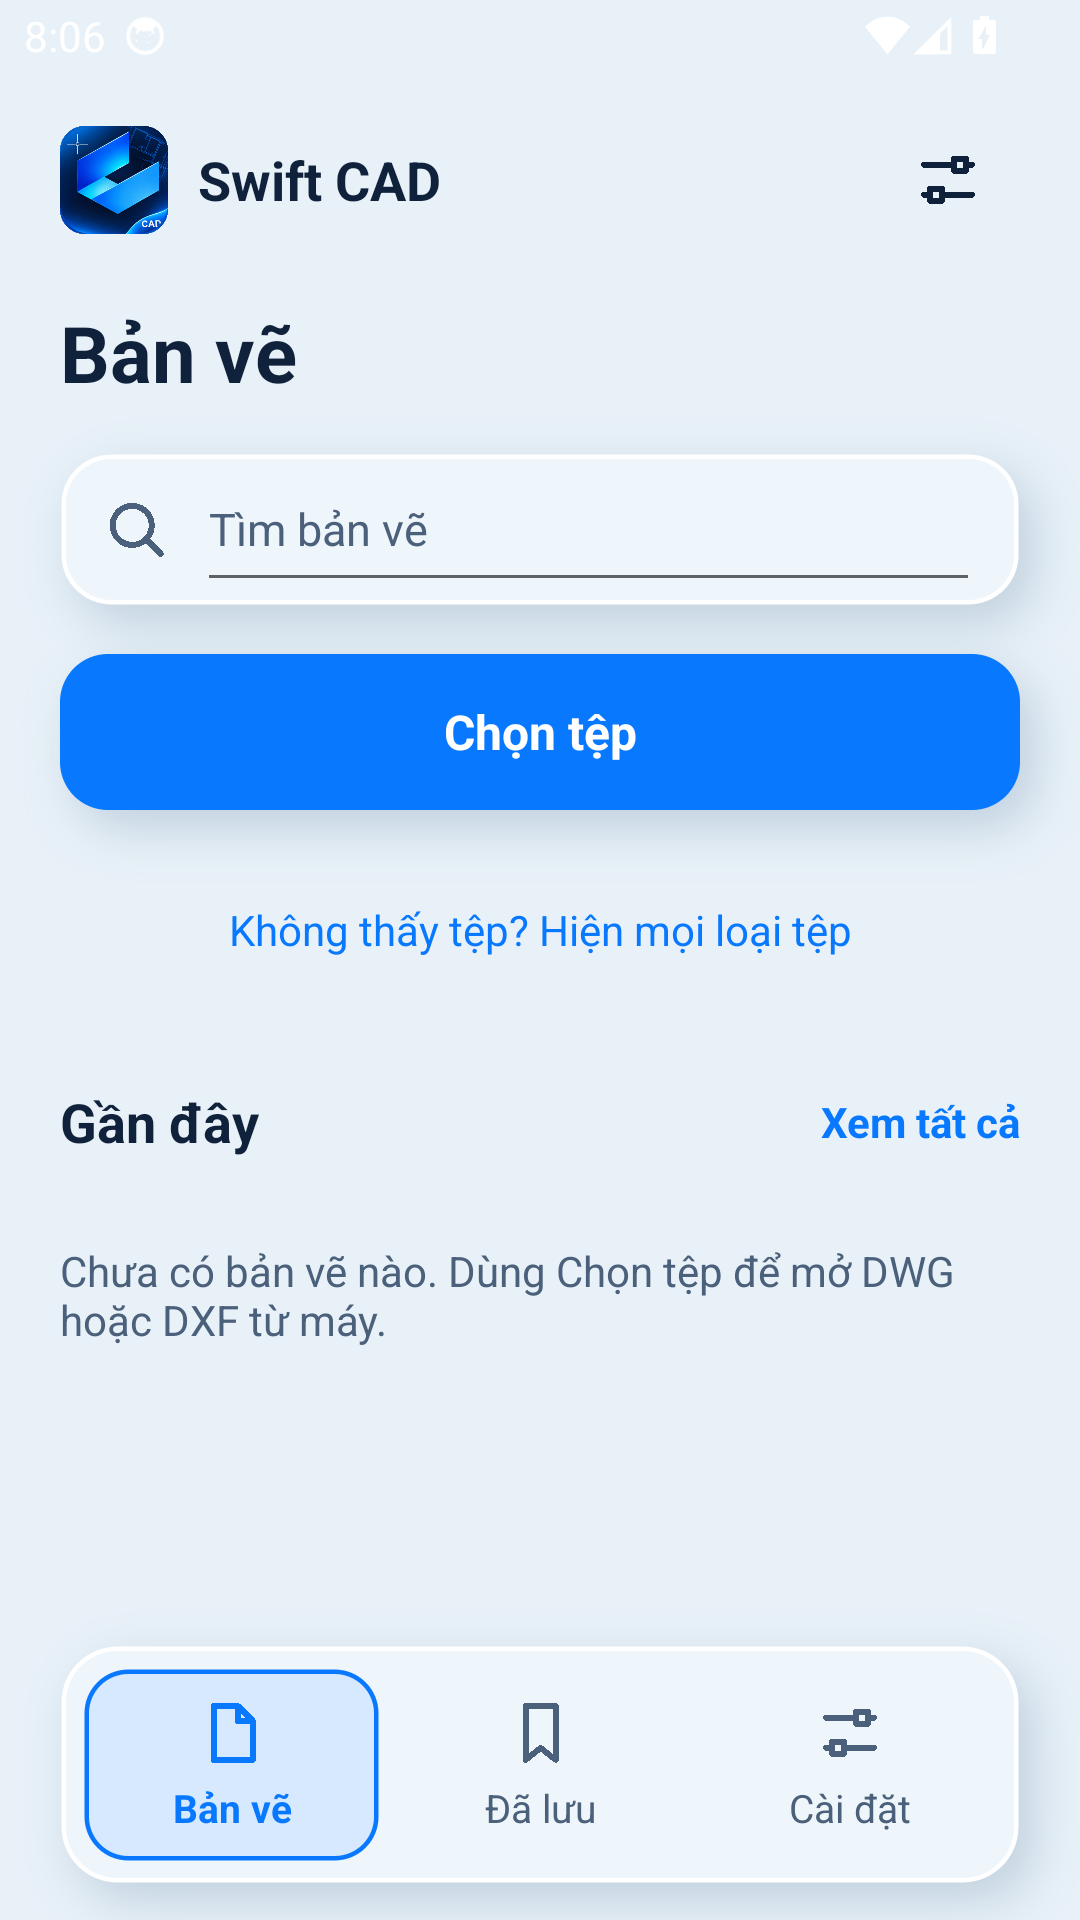 8:06
CAD
Swift CAD
Bản vẽ
Tìm bản vẽ
Chọn tệp
Không thấy tệp? Hiện mọi loại tệp
Gần đây
Xem tất cả
Chưa có bản vẽ nào. Dùng Chọn tệp để mở DWG
hoặc DXF từ máy.
Bản vẽ
Đã lưu
Cài đặt